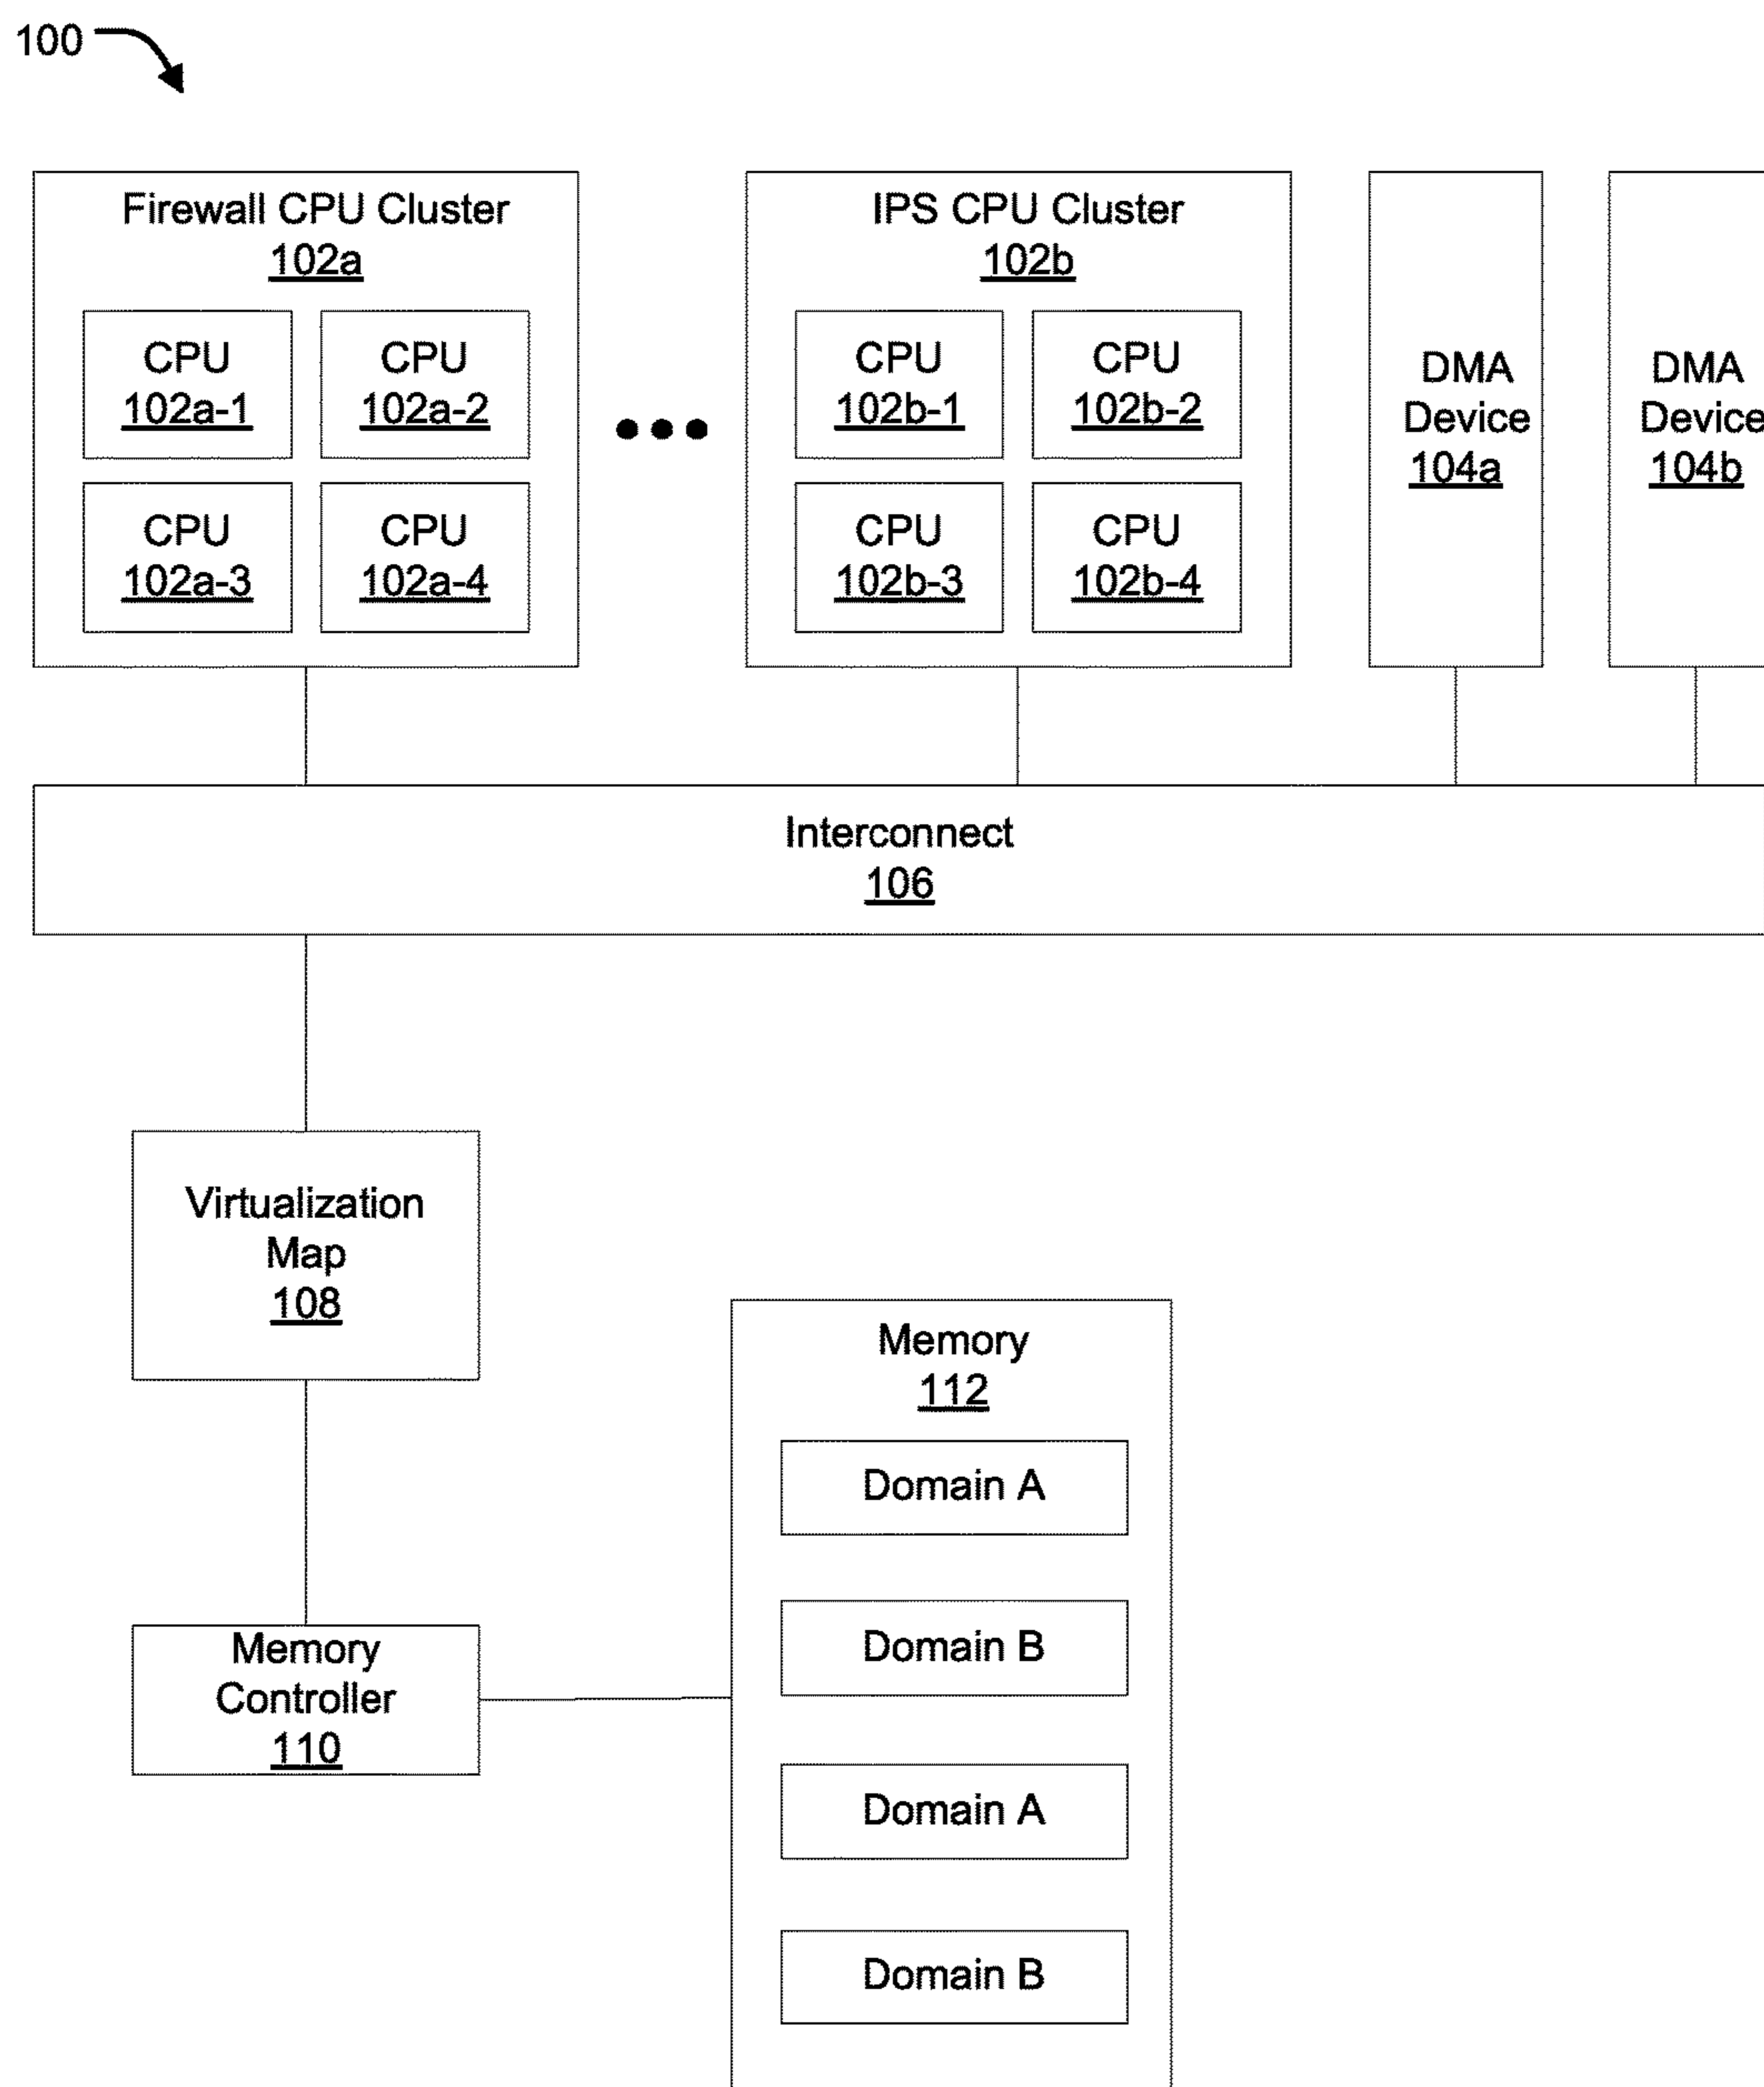 100
Firewall CPU Cluster
102a
CPU
102a-1
CPU
102a-2
CPU
102a-3
CPU
102a-4
IPS CPU Cluster
102b
CPU
102b-1
CPU
102b-2
CPU
102b-3
CPU
102b-4
DMA
Device
104a
DMA
Device
104b
Interconnect
106
Virtualization
Map
108
Memory
Controller
110
Memory
112
Domain A
Domain B
Domain A
Domain B